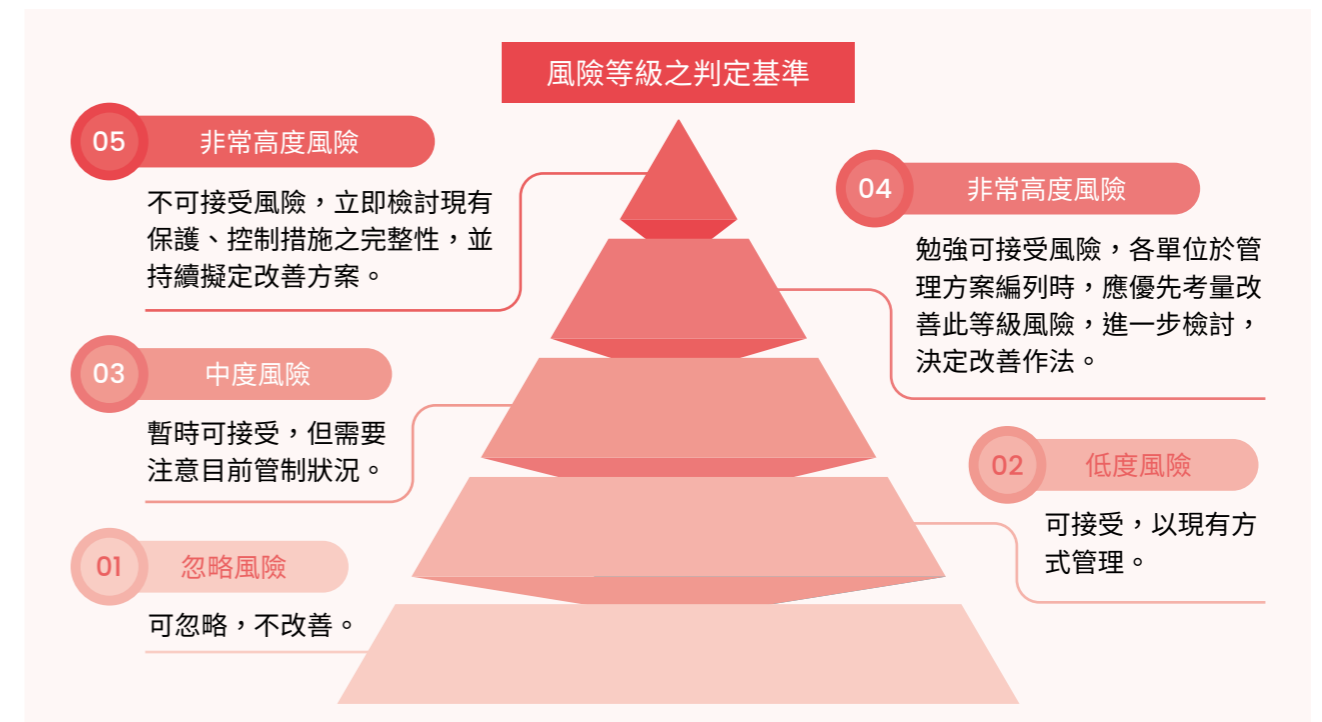 風險等級之判定基準
05
非常高度風險
不可接受風險，立即檢討現有
保護、控制措施之完整性，並
持續擬定改善方案。
04
非常高度風險
勉強可接受風險，各單位於管
理方案編列時，應優先考量改
善此等級風險，進一步檢討，
決定改善作法。
03
中度風險
暫時可接受，但需要
注意目前管制狀況。
02
低度風險
可接受，以現有方
式管理。
01
忽略風險
可忽略，不改善。